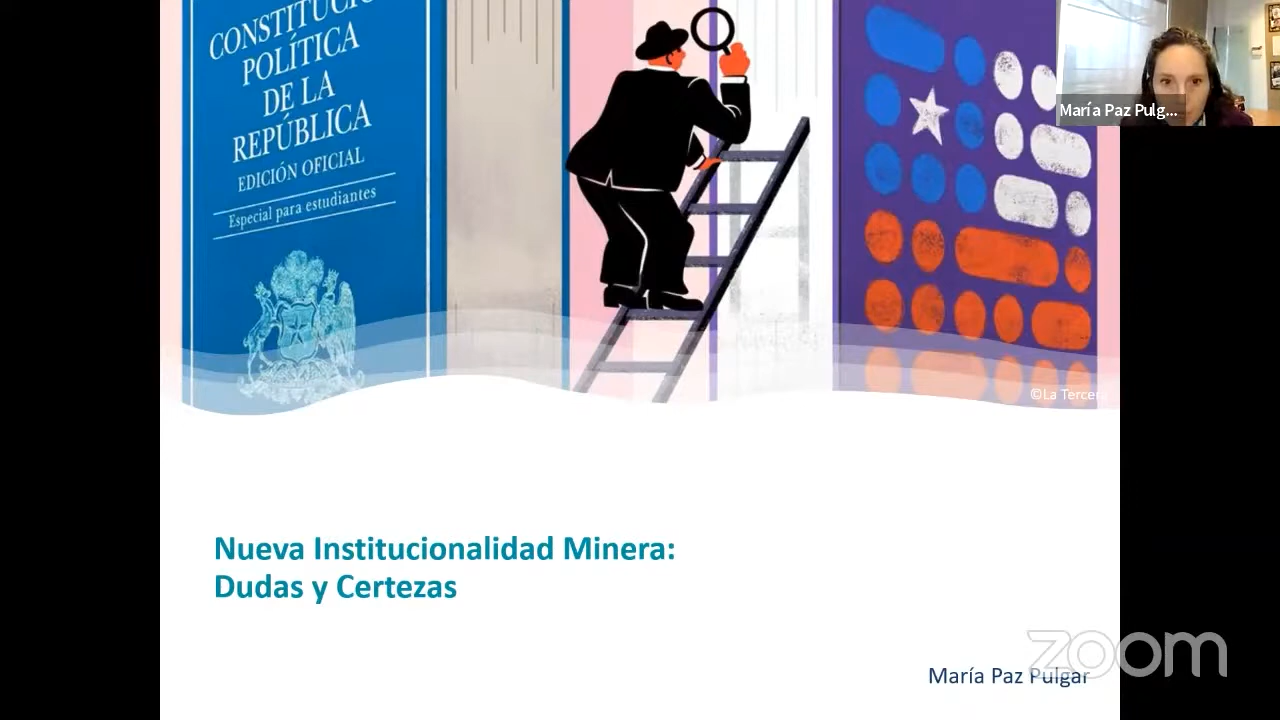 CONSTITUCIO
POLÍTICA
DE LA
REPÚBLICA
EDICIÓN OFICIAL
Especial para estudiantes
María Paz Pulg...
©La Tercera
Nueva Institucionalidad Minera:
Dudas y Certezas
zoom
María Paz Pulgar